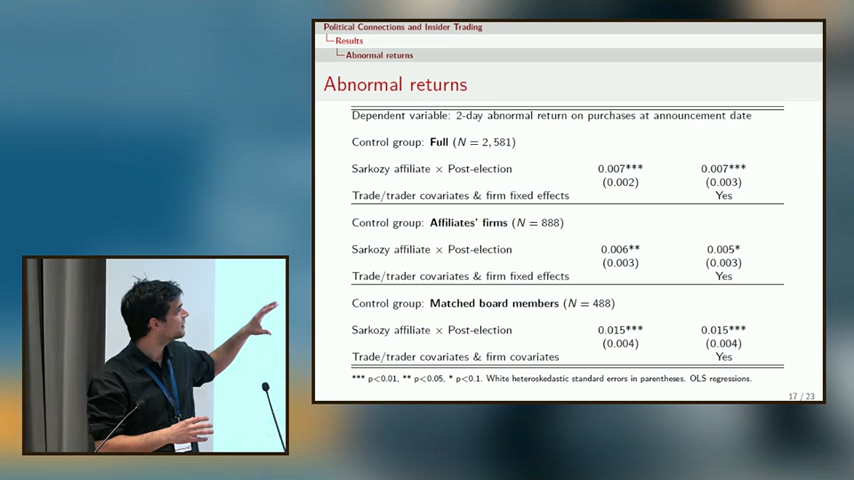 Political Connections and Insider Trading
Results
Abnormal returns
Abnormal returns
Dependent variable: 2-day abnormal return on purchases at announcement date
Control group: Full (N = 2, 581)
Sarkozy affiliate × Post-election 0.007*** 0.007***
(0.002) (0.003)
Trade/trader covariates & firm fixed effects Yes
Control group: Affiliates' firms (N = 888)
Sarkozy affiliate × Post-election 0.006** 0.005*
(0.003) (0.003)
Trade/trader covariates & firm fixed effects Yes
Control group: Matched board members (N = 488)
Sarkozy affiliate × Post-election 0.015*** 0.015***
(0.004) (0.004)
Trade/trader covariates & firm covariates Yes
*** p<0.01, ** p<0.05, * p<0.1. White heteroskedastic standard errors in parentheses. OLS regressions.
17 / 23